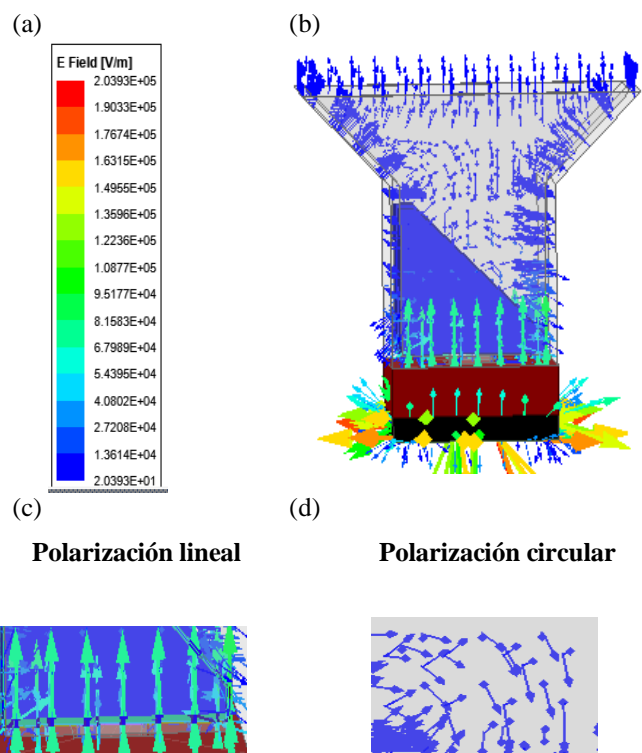 (a)
(b)
E Field [V/m]
2.0393E+05
1.9033E+05
1.7674E+05
1.6315E+05
1.4955E+05
1.3596E+05
1.2236E+05
1.0877E+05
9.5177E+04
8.1583E+04
6.7989E+04
5.4395E+04
4.0802E+04
2.7208E+04
1.3614E+04
2.0393E+01
(c)
(d)
Polarización lineal
Polarización circular